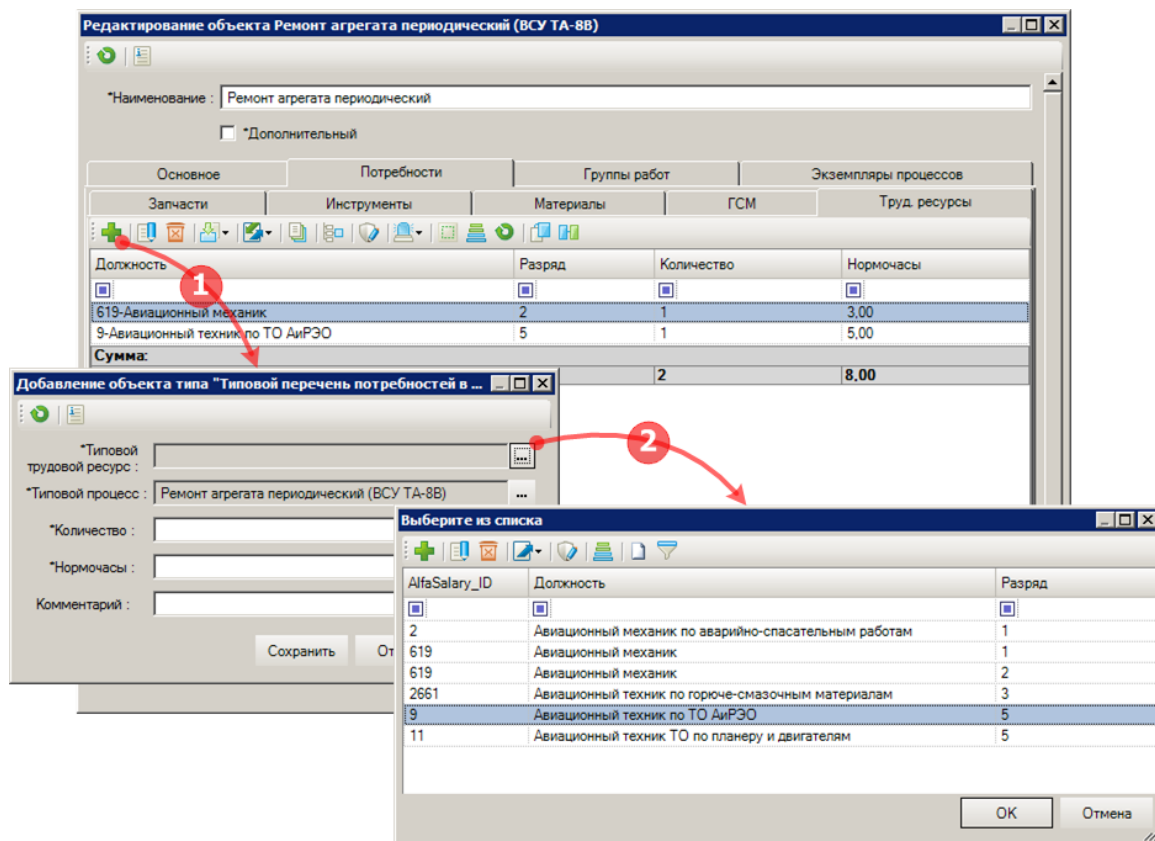 Редактирование объекта Ремонт агрегата периодический (ВСУ ТА-8В)
*Наименование : Ремонт агрегата периодический
*Дополнительный
Основное Потребности Группы работ Экземпляры процессов
Запчасти Инструменты Материалы ГСМ Труд. ресурсы
Должность Разряд Количество Нормочасы
1
619-Авиационный механик 2 1 3,00
9-Авиационный техник по ТО АиРЭО 5 1 5,00
Сумма:
2 8,00
Добавление объекта типа "Типовой перечень потребностей в ...
*Типовой
трудовой ресурс : ...
2
*Типовой процесс : Ремонт агрегата периодический (ВСУ ТА-8В) ...
*Количество :
*Нормочасы :
Комментарий :
Сохранить От
Выберите из списка
AlfaSalary_ID Должность Разряд
2 Авиационный механик по аварийно-спасательным работам 1
619 Авиационный механик 1
619 Авиационный механик 2
2661 Авиационный техник по горюче-смазочным материалам 3
9 Авиационный техник по ТО АиРЭО 5
11 Авиационный техник ТО по планеру и двигателям 5
OK Отмена